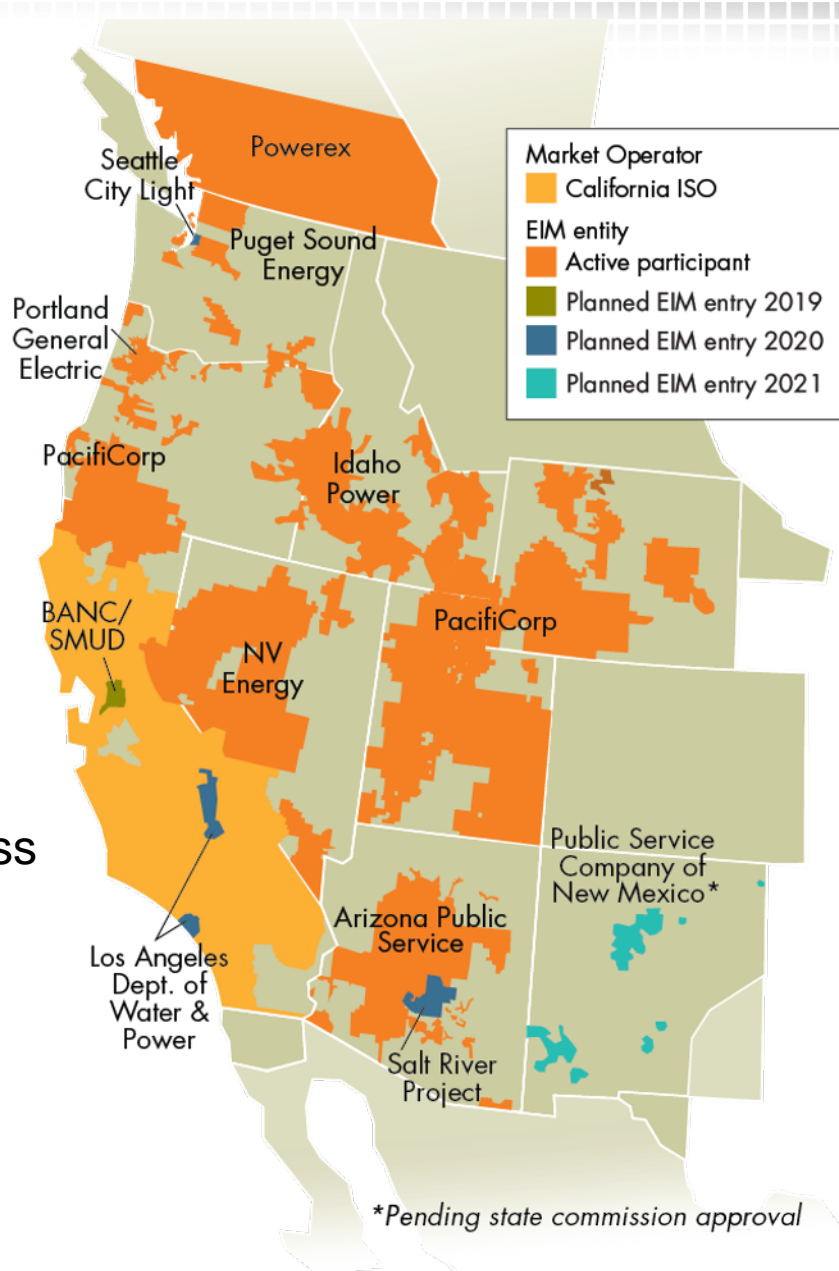 Powerex
Seattle
City Light
Puget Sound
Energy
Portland
General
Electric
PacifiCorp
Idaho
Power
PacifiCorp
BANC/
SMUD
NV
Energy
ss
Public Service
Company of
New Mexico*
Arizona Public
Service
Los Angeles
Dept. of
Water &
Power
Salt River
Project
Market Operator
California ISO
EIM entity
Active participant
Planned EIM entry 2019
Planned EIM entry 2020
Planned EIM entry 2021
*Pending state commission approval